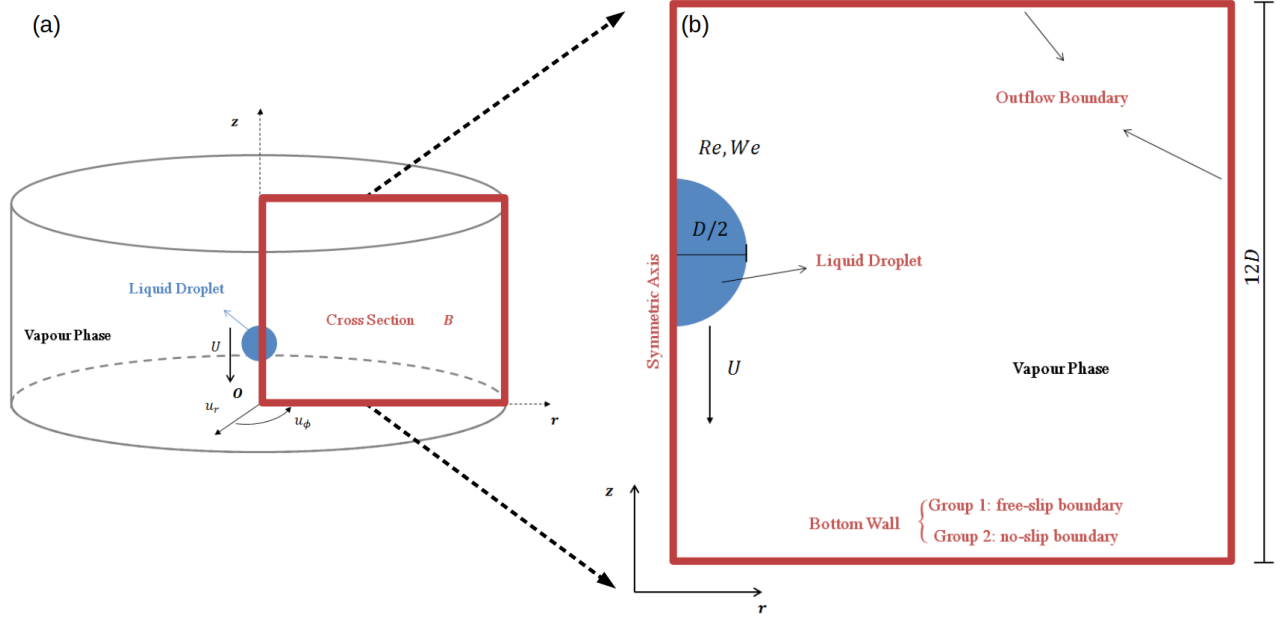 (a)
z
Liquid Droplet
Vapour Phase
Cross Section B
U
O
u_r
u_ϕ
r
(b)
Outflow Boundary
Re, We
D/2
Liquid Droplet
Symmetric Axis
12D
U
Vapour Phase
z
Bottom Wall
Group 1: free-slip boundary
Group 2: no-slip boundary
r